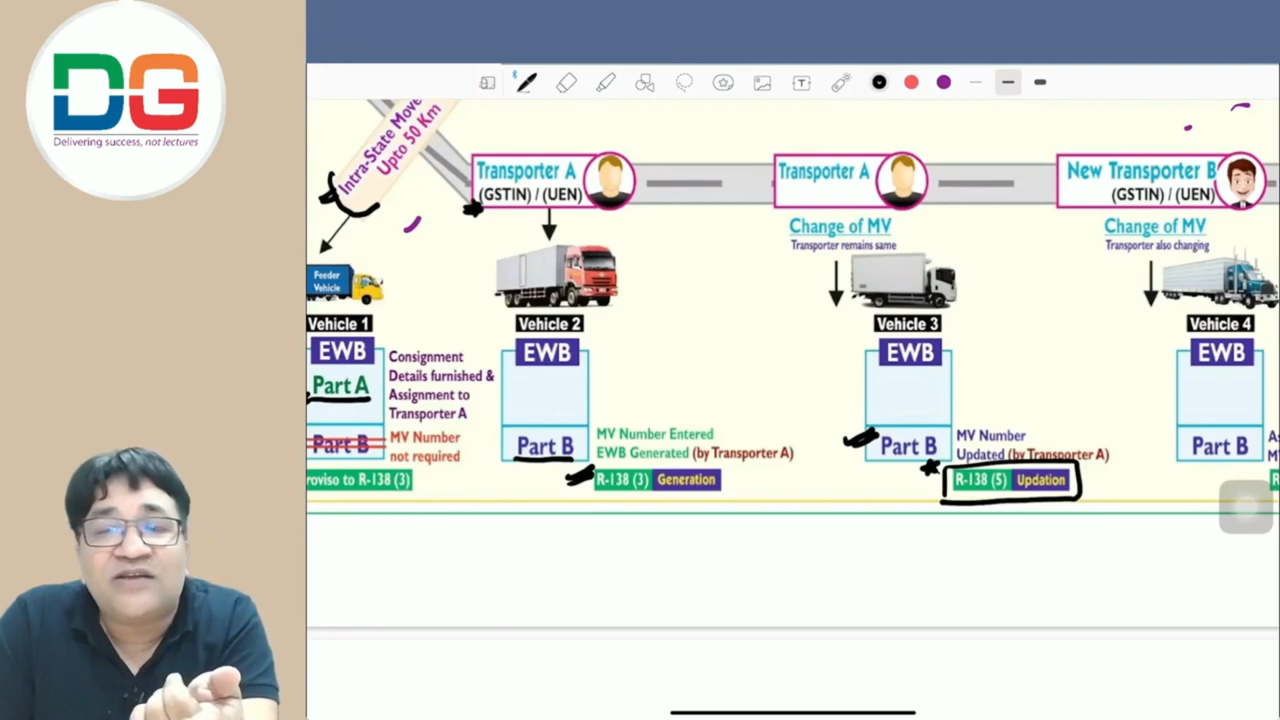 DG
Delivering success, not lectures
Intra-State Move
Upto 50 Km
Transporter A
(GSTIN) / (UEN)
Transporter A
New Transporter B
(GSTIN) / (UEN)
Change of MV
Transporter remains same
Change of MV
Transporter also changing
Feeder
Vehicle
Vehicle 1
Vehicle 2
Vehicle 3
Vehicle 4
EWB
Part A
Part B
Consignment
Details furnished &
Assignment to
Transporter A
MV Number
not required
roviso to R-138 (3)
EWB
Part B
MV Number Entered
EWB Generated (by Transporter A)
R-138 (3) Generation
EWB
Part B
MV Number
Updated (by Transporter A)
R-138 (5) Updation
EWB
Part B